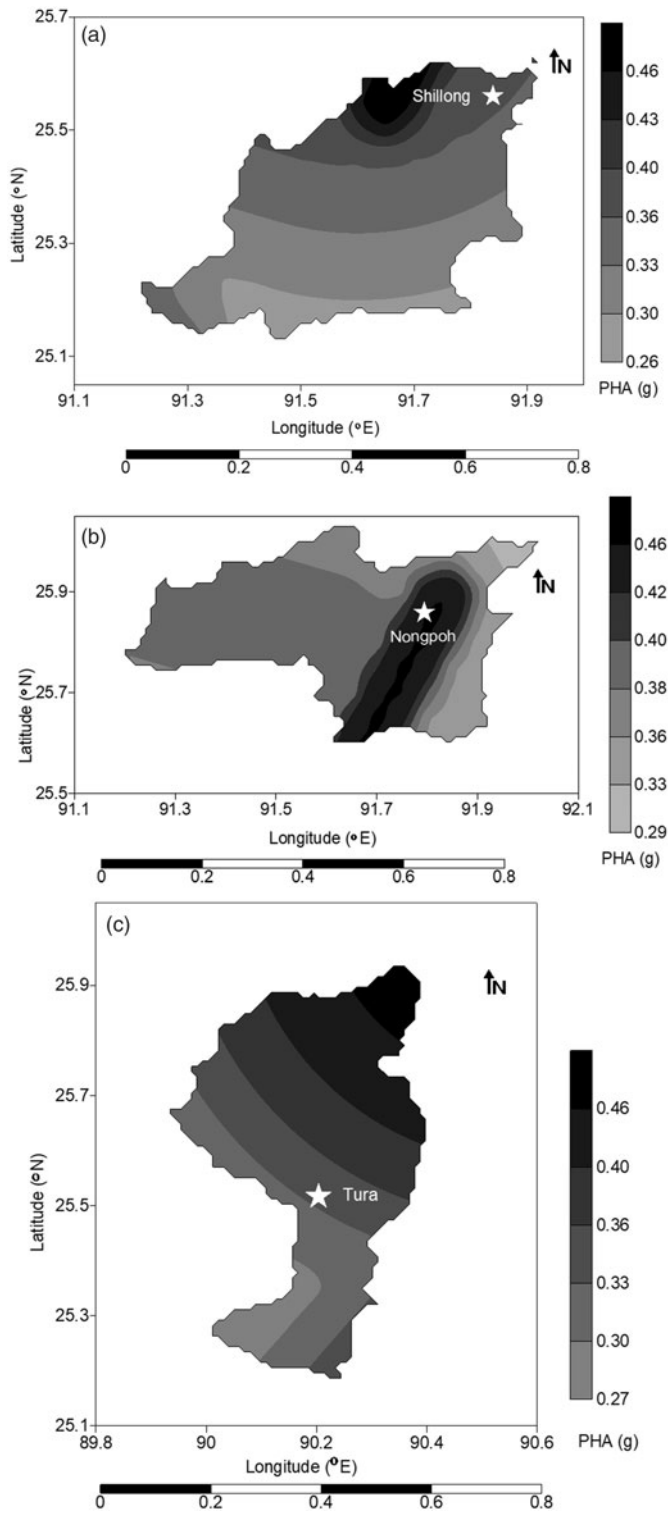 (a)
25.7
25.5
25.3
25.1
Latitude (°N)
Shillong
N
91.1 91.3 91.5 91.7 91.9
Longitude (°E)
0.46
0.43
0.40
0.36
0.33
0.30
0.26
PHA (g)
0 0.2 0.4 0.6 0.8
(b)
25.9
25.7
25.5
Latitude (°N)
Nongpoh
N
91.1 91.3 91.5 91.7 91.9 92.1
Longitude (°E)
0.46
0.42
0.40
0.38
0.36
0.33
0.29
PHA (g)
0 0.2 0.4 0.6 0.8
(c)
25.9
25.7
25.5
25.3
25.1
Latitude (°N)
Tura
N
89.8 90 90.2 90.4 90.6
Longitude (°E)
0.46
0.40
0.36
0.33
0.30
0.27
PHA (g)
0 0.2 0.4 0.6 0.8